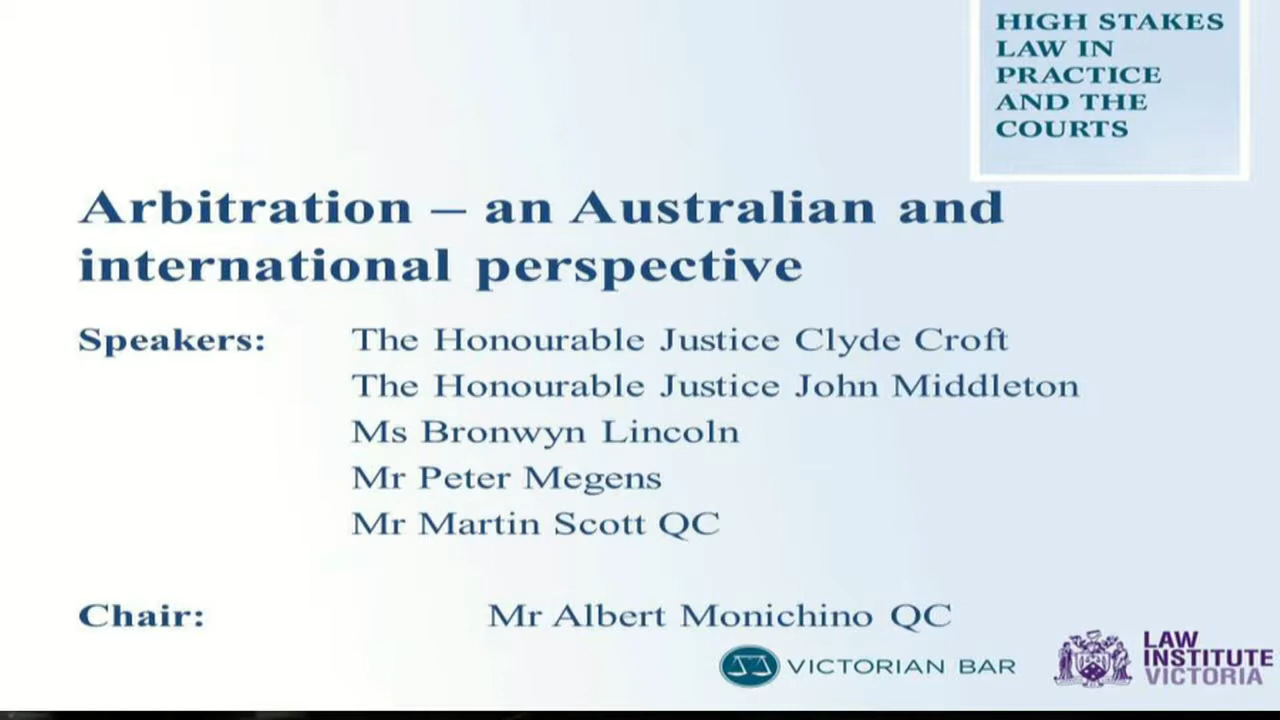 HIGH STAKES
LAW IN
PRACTICE
AND THE
COURTS
Arbitration – an Australian and
international perspective
Speakers: The Honourable Justice Clyde Croft
The Honourable Justice John Middleton
Ms Bronwyn Lincoln
Mr Peter Megens
Mr Martin Scott QC
Chair: Mr Albert Monichino QC
VICTORIAN BAR
LAW
INSTITUTE
VICTORIA